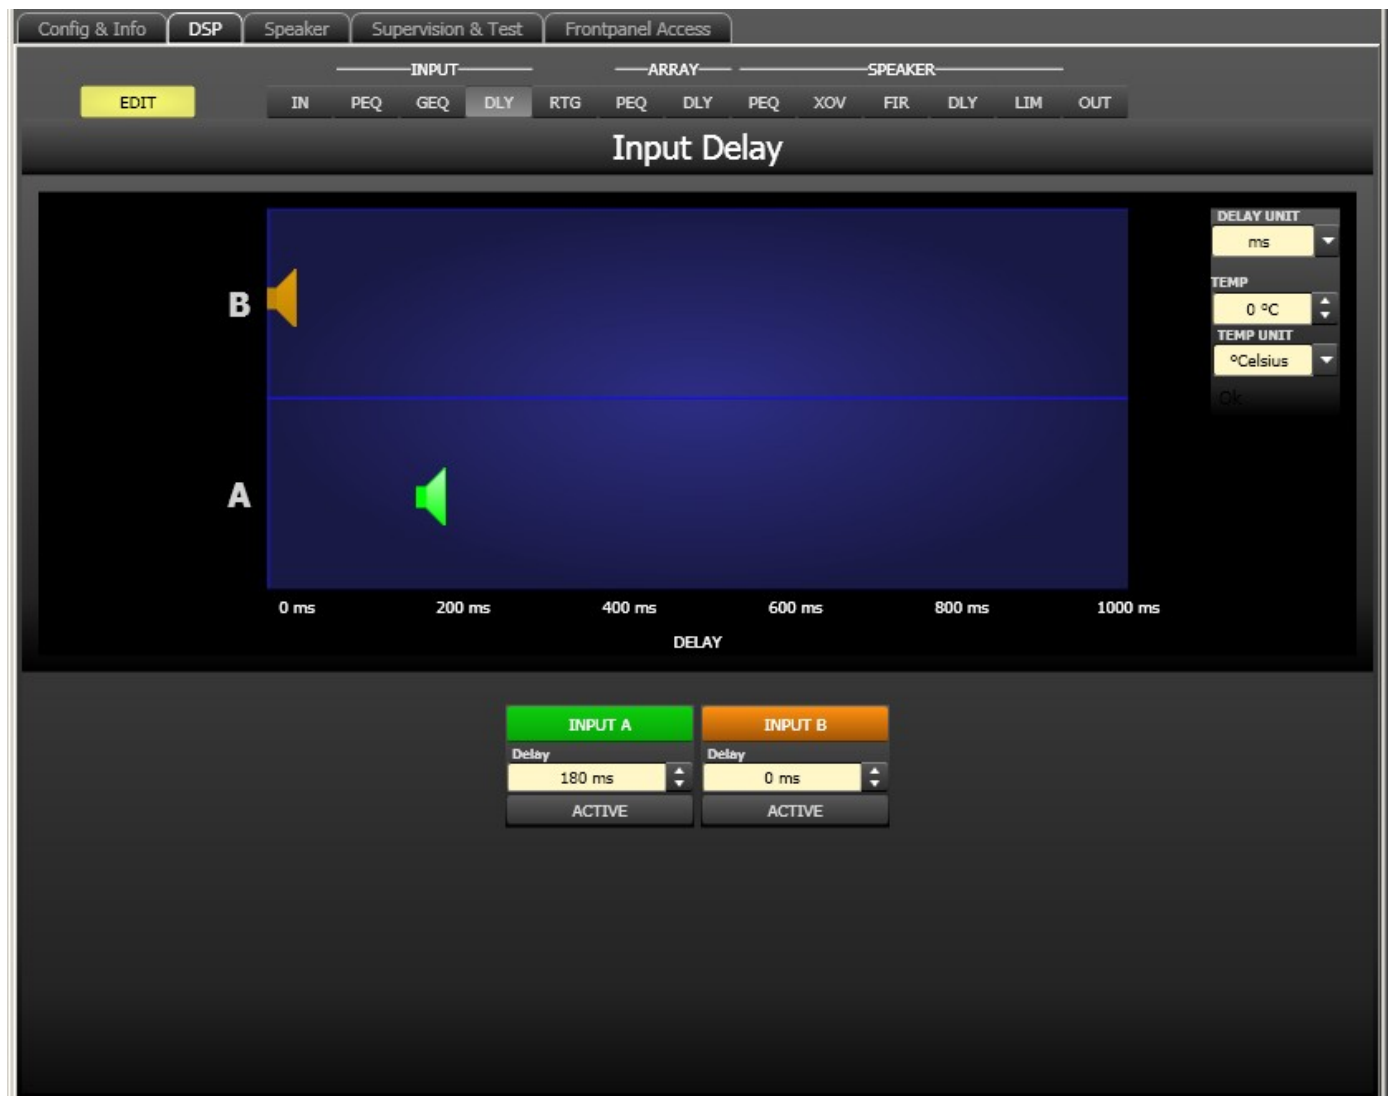 Config & Info DSP Speaker Supervision & Test Frontpanel Access
INPUT ARRAY SPEAKER
EDIT IN PEQ GEQ DLY RTG PEQ DLY PEQ XOV FIR DLY LIM OUT
Input Delay
DELAY UNIT
ms
TEMP
0 °C
TEMP UNIT
°Celsius
Ok
B
A
0 ms 200 ms 400 ms 600 ms 800 ms 1000 ms
DELAY
INPUT A INPUT B
Delay Delay
180 ms 0 ms
ACTIVE ACTIVE